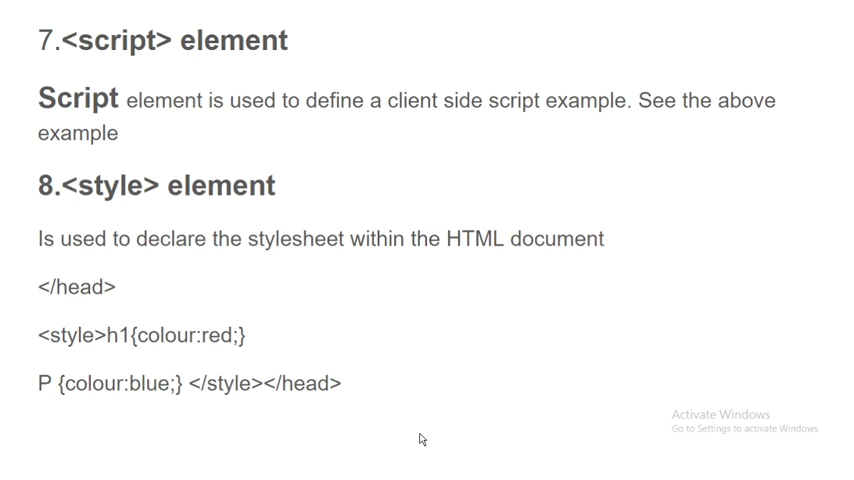 7.<script> element
Script element is used to define a client side script example. See the above
example
8.<style> element
Is used to declare the stylesheet within the HTML document
</head>
<style>h1{colour:red;}
P {colour:blue;} </style></head>
Activate Windows
Go to Settings to activate Windows.